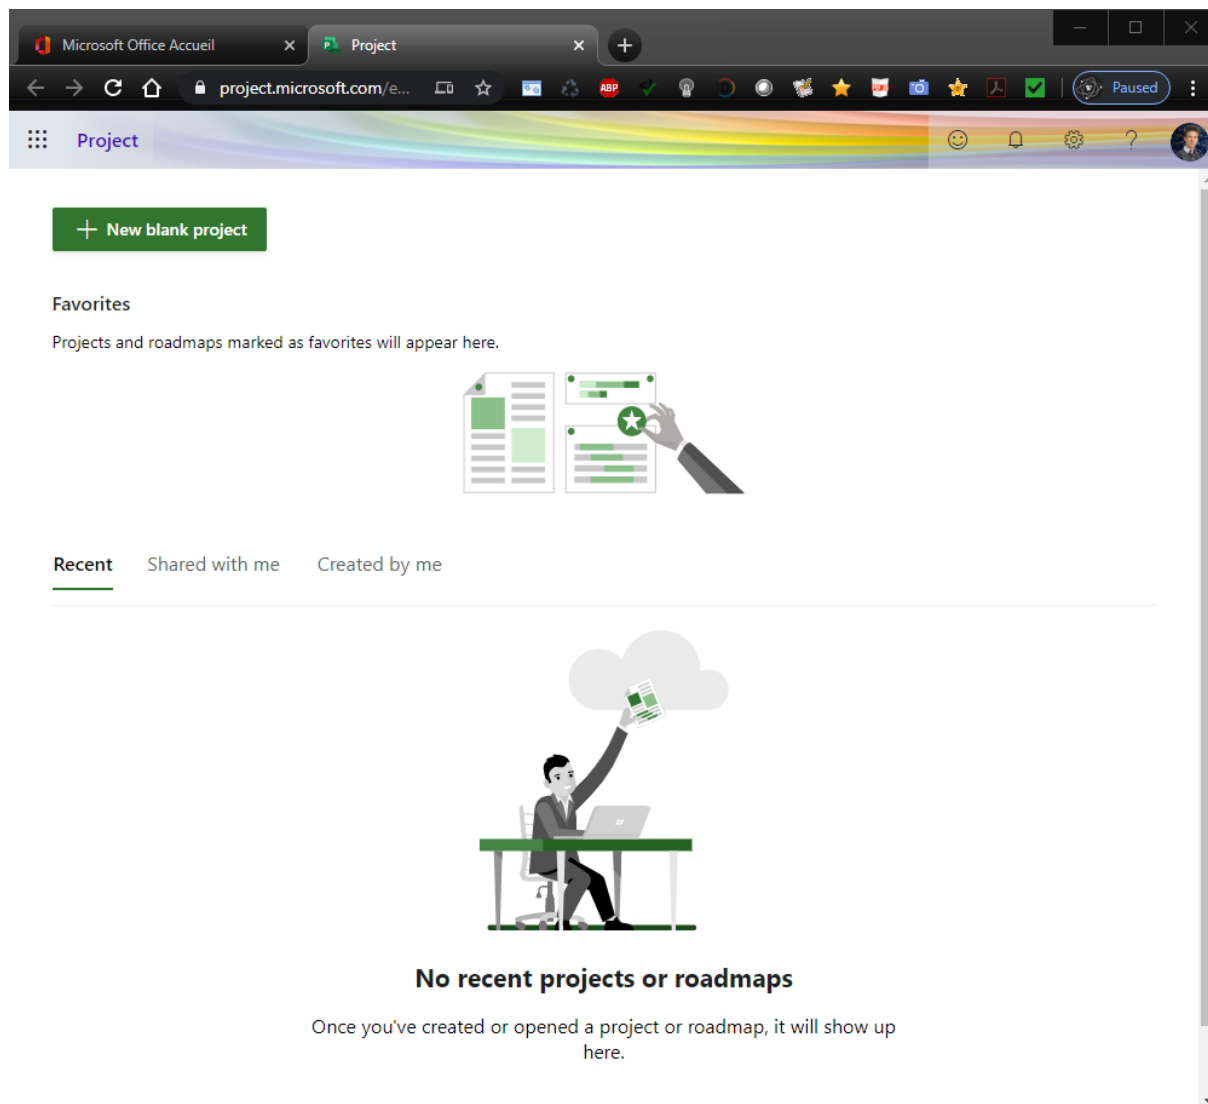 Microsoft Office Accueil
Project
project.microsoft.com/e...
ABP
Paused
Project
New blank project
Favorites
Projects and roadmaps marked as favorites will appear here.
Recent Shared with me Created by me
No recent projects or roadmaps
Once you've created or opened a project or roadmap, it will show up
here.